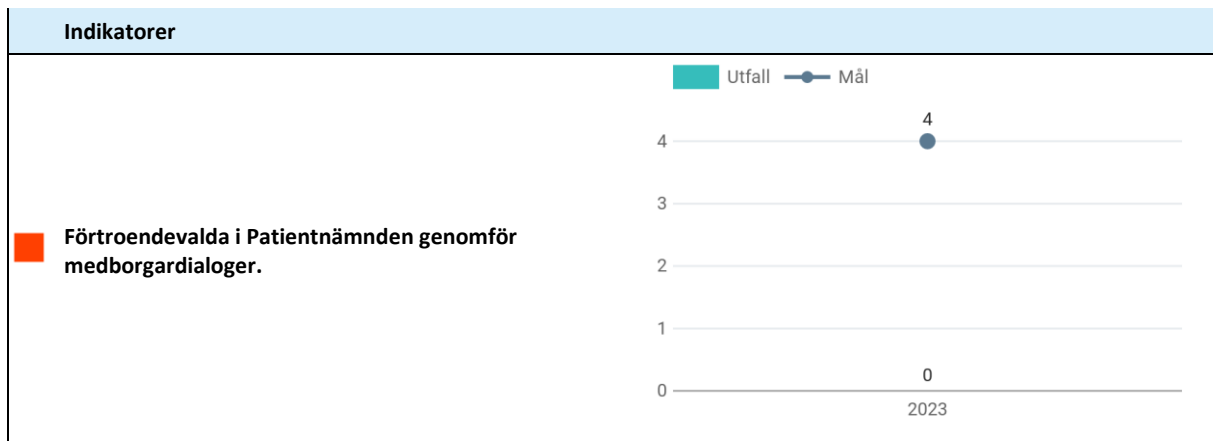 Indikatorer
Utfall Mål
4
4
3
Förtroendevalda i Patientnämnden genomför
medborgardialoger.
2
1
0
0
2023